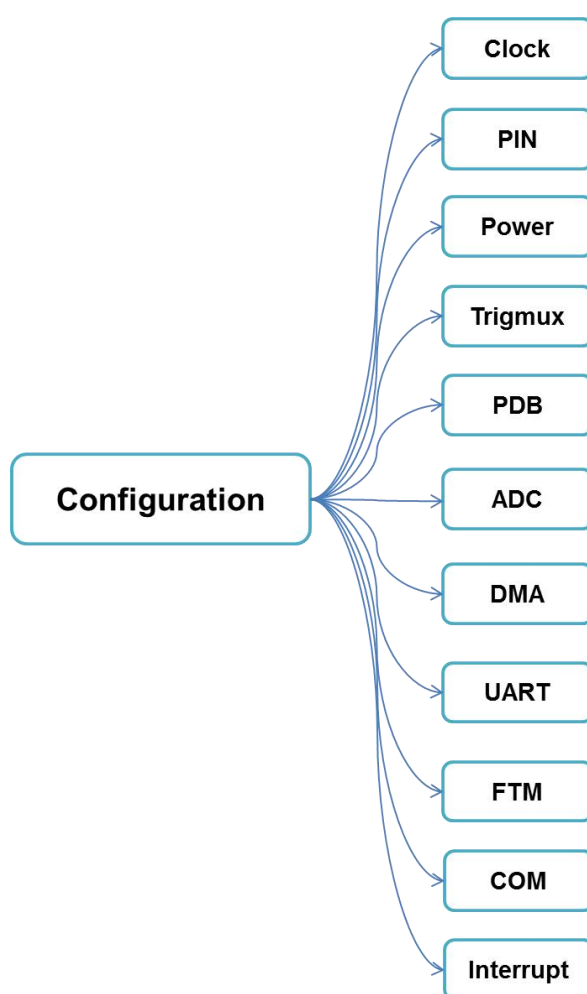 Clock
PIN
Power
Trigmux
PDB
Configuration
ADC
DMA
UART
FTM
COM
Interrupt